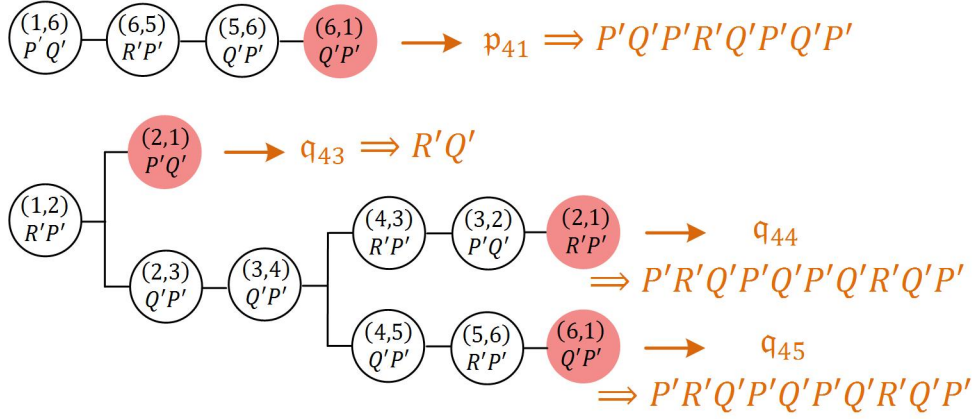 (1,6) (6,5) (5,6) (6,1)
P'Q' R'P' Q'P' Q'P' → 𝔭₄₁ ⟹ P'Q'P'R'Q'P'Q'P'
(2,1)
P'Q' → 𝔮₄₃ ⟹ R'Q'
(1,2)
R'P'
(4,3) (3,2) (2,1)
R'P' P'Q' R'P' → 𝔮₄₄
(2,3) (3,4)
Q'P' Q'P'
⟹ P'R'Q'P'Q'P'Q'R'Q'P'
(4,5) (5,6) (6,1)
Q'P' R'P' Q'P' → 𝔮₄₅
⟹ P'R'Q'P'Q'P'Q'R'Q'P'